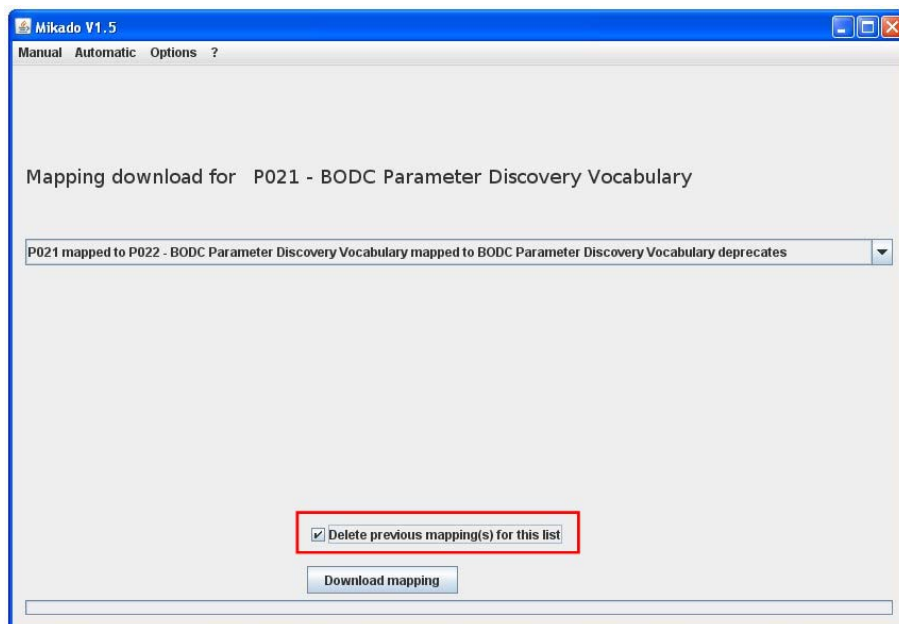 Mikado V1.5
Manual Automatic Options ?
Mapping download for P021 - BODC Parameter Discovery Vocabulary
P021 mapped to P022 - BODC Parameter Discovery Vocabulary mapped to BODC Parameter Discovery Vocabulary deprecates
Delete previous mapping(s) for this list
Download mapping